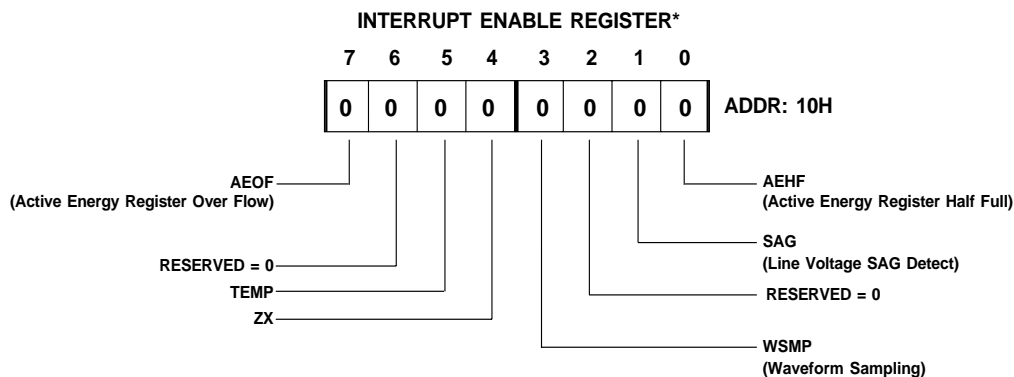 INTERRUPT ENABLE REGISTER*
7 6 5 4 3 2 1 0
0 0 0 0 0 0 0 0 ADDR: 10H
AEOF
(Active Energy Register Over Flow)
RESERVED = 0
TEMP
ZX
AEHF
(Active Energy Register Half Full)
SAG
(Line Voltage SAG Detect)
RESERVED = 0
WSMP
(Waveform Sampling)